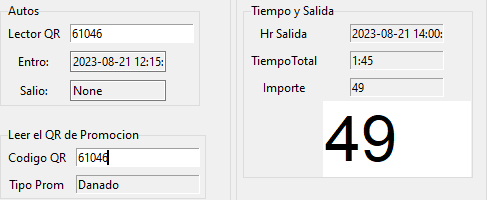 Autos
Lector QR 61046
Entro: 2023-08-21 12:15:
Salio: None
Leer el QR de Promocion
Codigo QR 61046
Tipo Prom Danado
Tiempo y Salida
Hr Salida 2023-08-21 14:00:
TiempoTotal 1:45
Importe 49
49